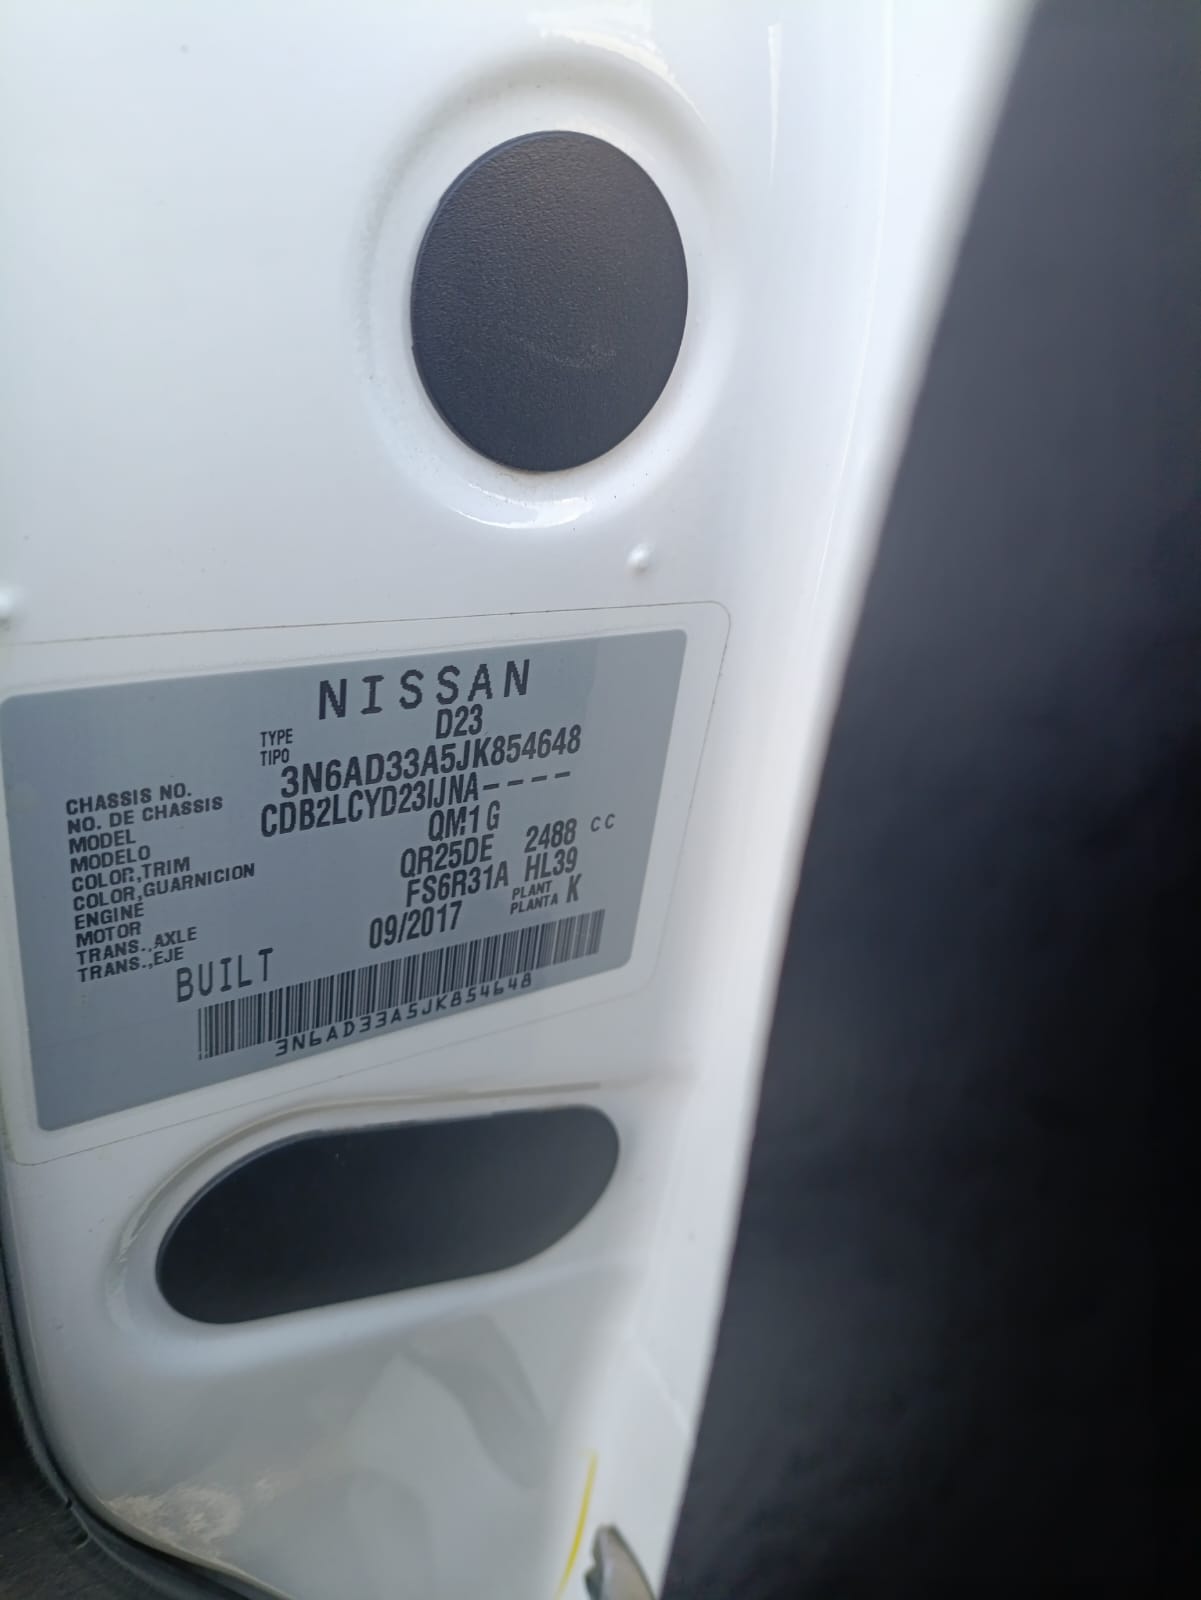 NISSAN
TYPE
TIPO D23
CHASSIS NO.
NO. DE CHASSIS 3N6AD33A5JK854648
MODEL
MODELO CDB2LCYD23IJNA----
COLOR,TRIM
COLOR,GUARNICION QM1 G
ENGINE
MOTOR QR25DE 2488 CC
TRANS.,AXLE
TRANS.,EJE FS6R31A HL39
BUILT 09/2017
PLANT
PLANTA K
3N6AD33A5JK854648